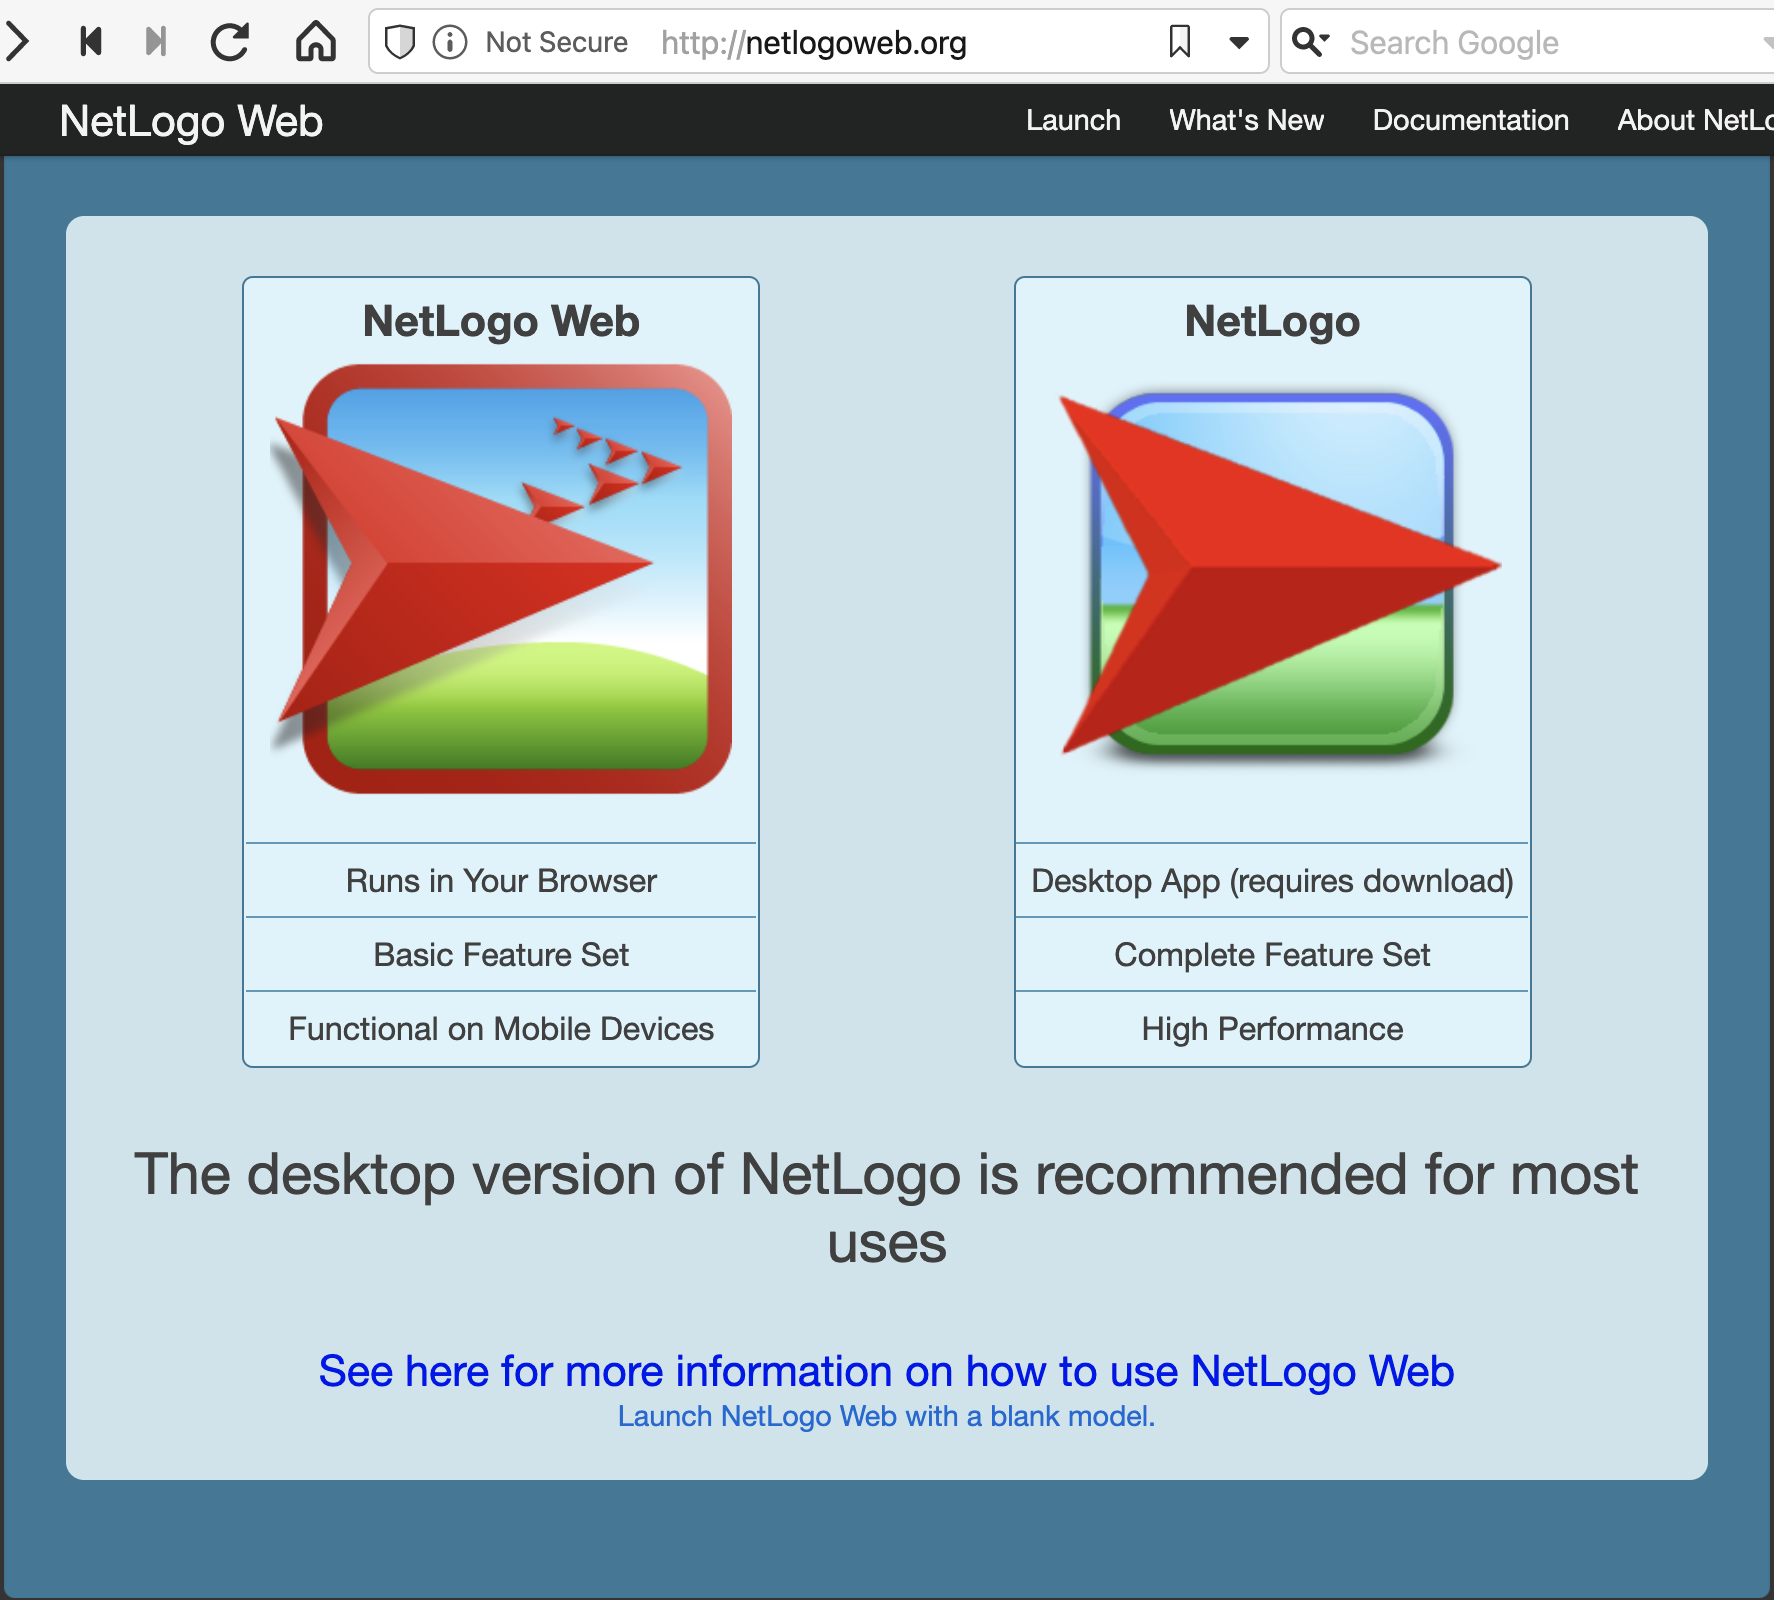 Not Secure http://netlogoweb.org Search Google
NetLogo Web Launch What's New Documentation About NetLo
NetLogo Web
Runs in Your Browser
Basic Feature Set
Functional on Mobile Devices
NetLogo
Desktop App (requires download)
Complete Feature Set
High Performance
The desktop version of NetLogo is recommended for most
uses
See here for more information on how to use NetLogo Web
Launch NetLogo Web with a blank model.